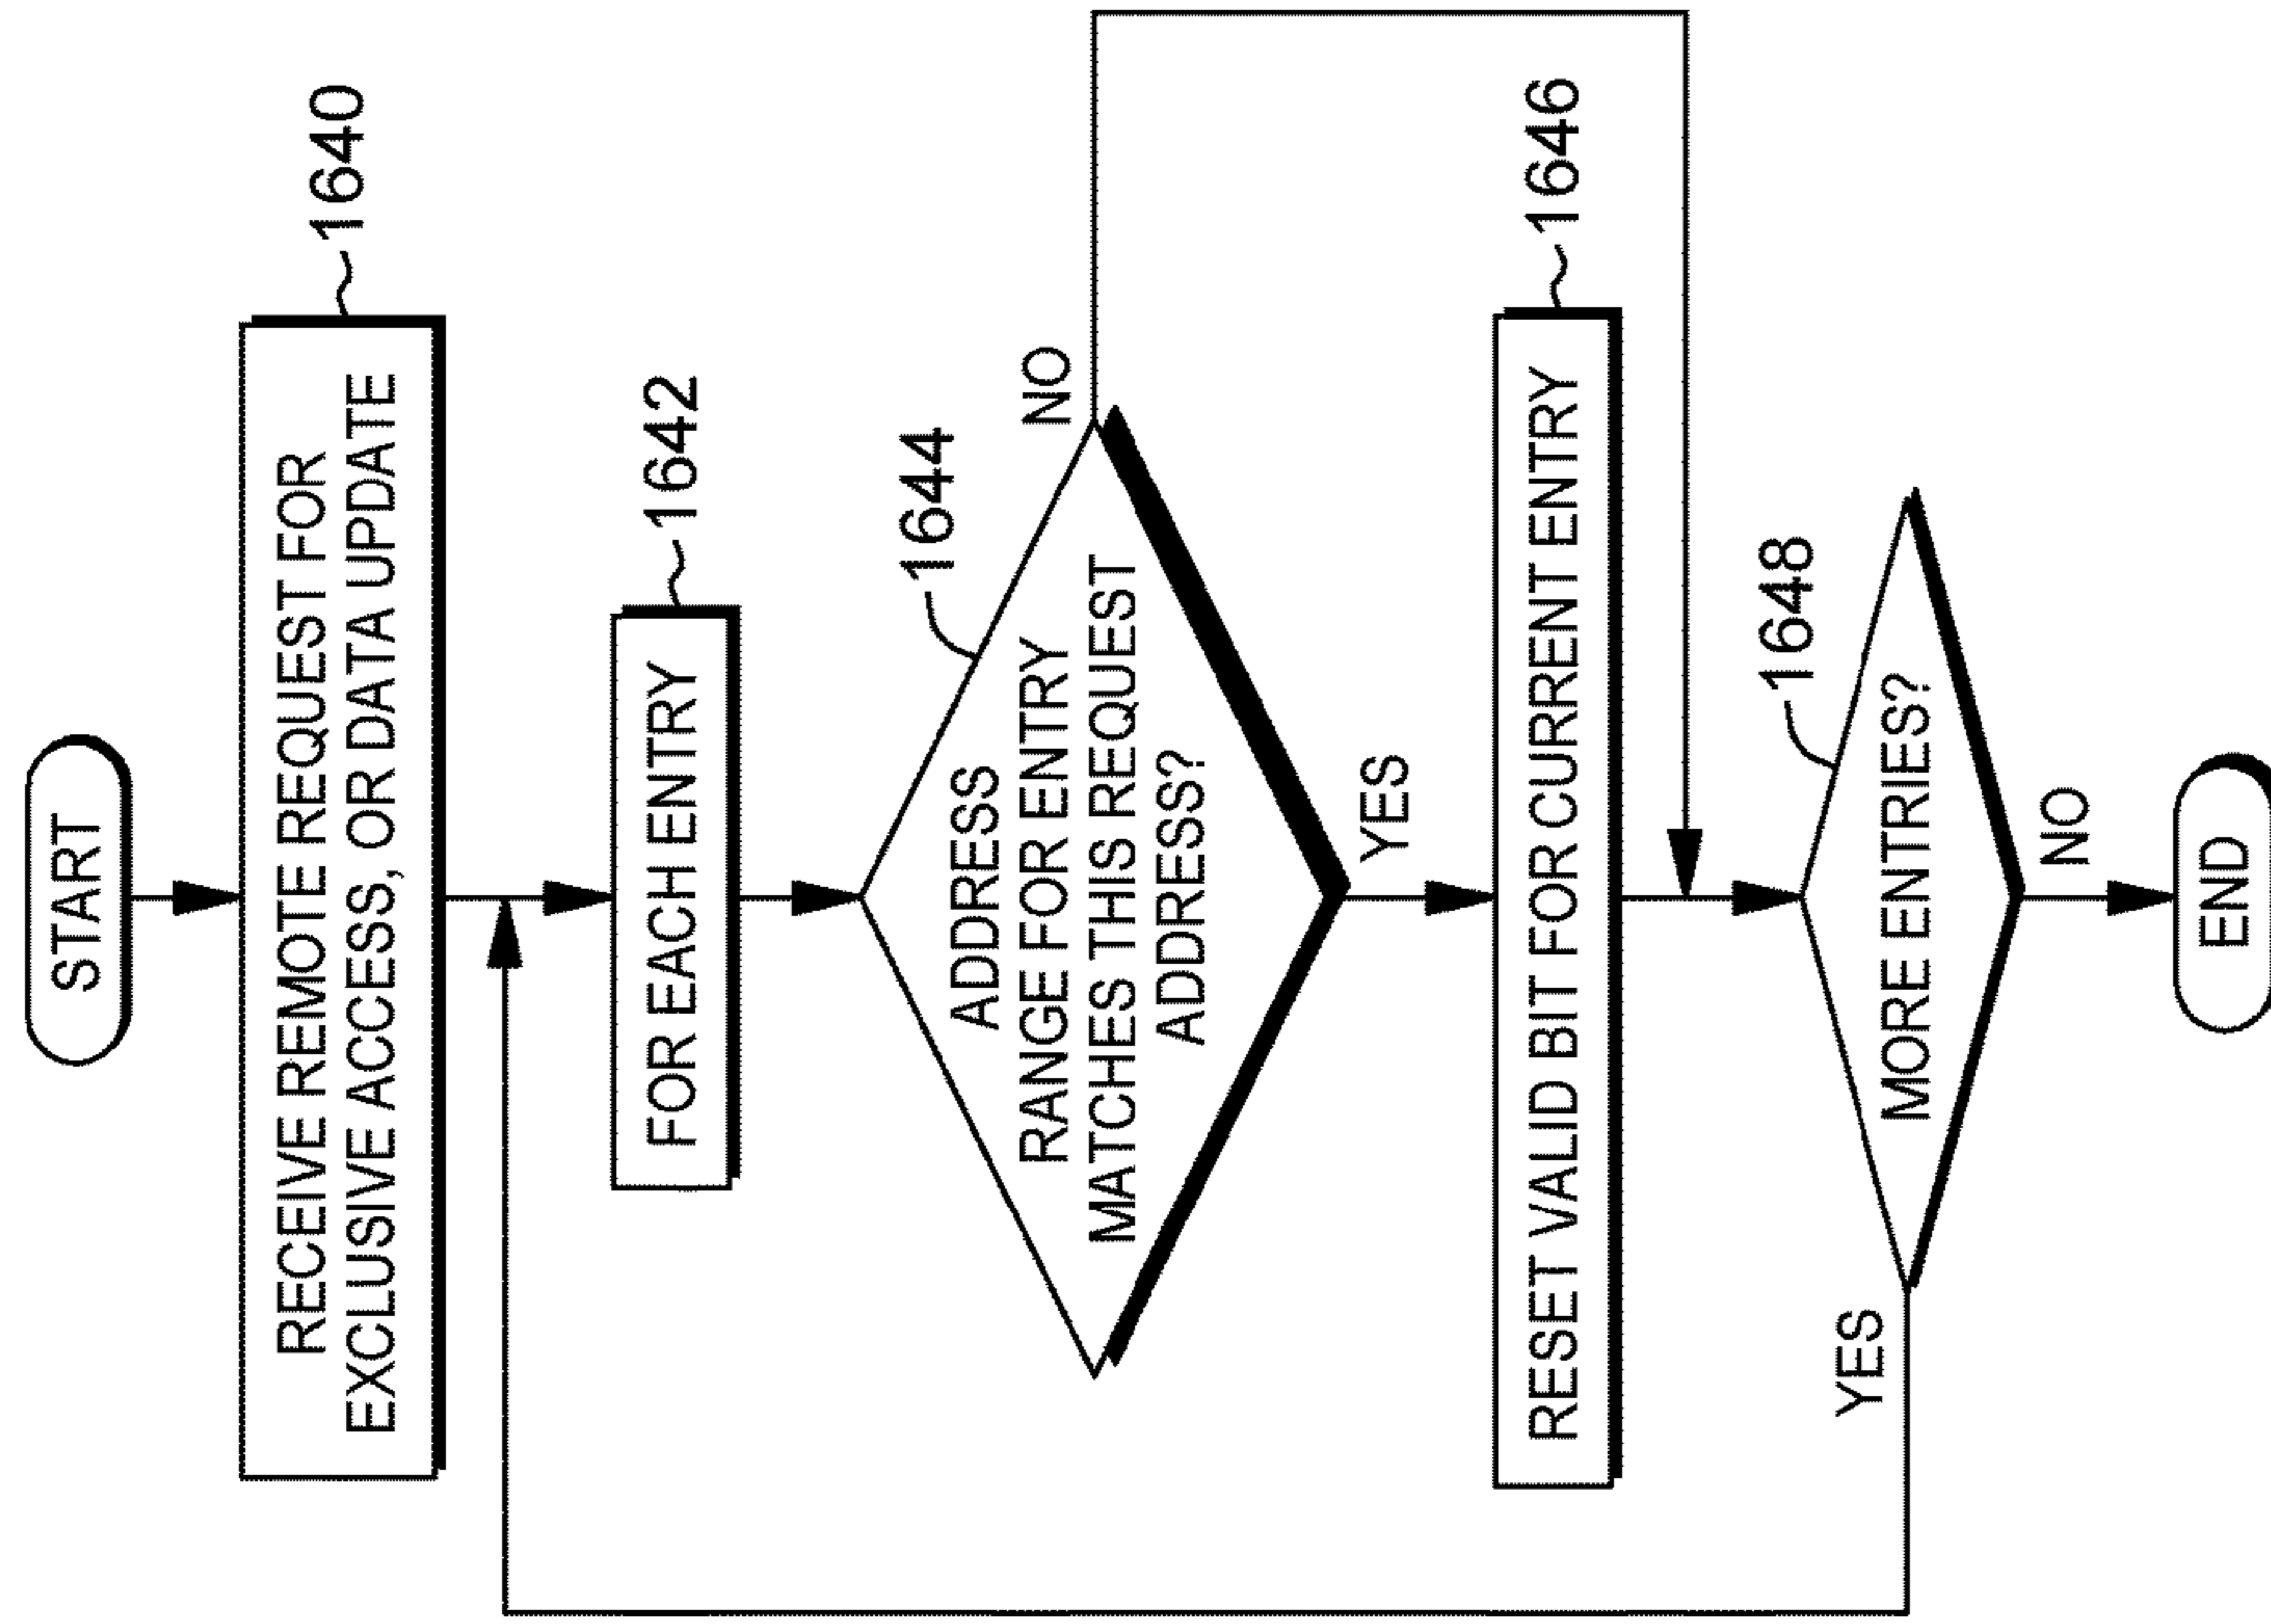 START
RECEIVE REMOTE REQUEST FOR
EXCLUSIVE ACCESS, OR DATA UPDATE
1640
FOR EACH ENTRY
1642
ADDRESS
RANGE FOR ENTRY
MATCHES THIS REQUEST
ADDRESS?
1644
NO
YES
RESET VALID BIT FOR CURRENT ENTRY
1646
MORE ENTRIES?
1648
YES
NO
END